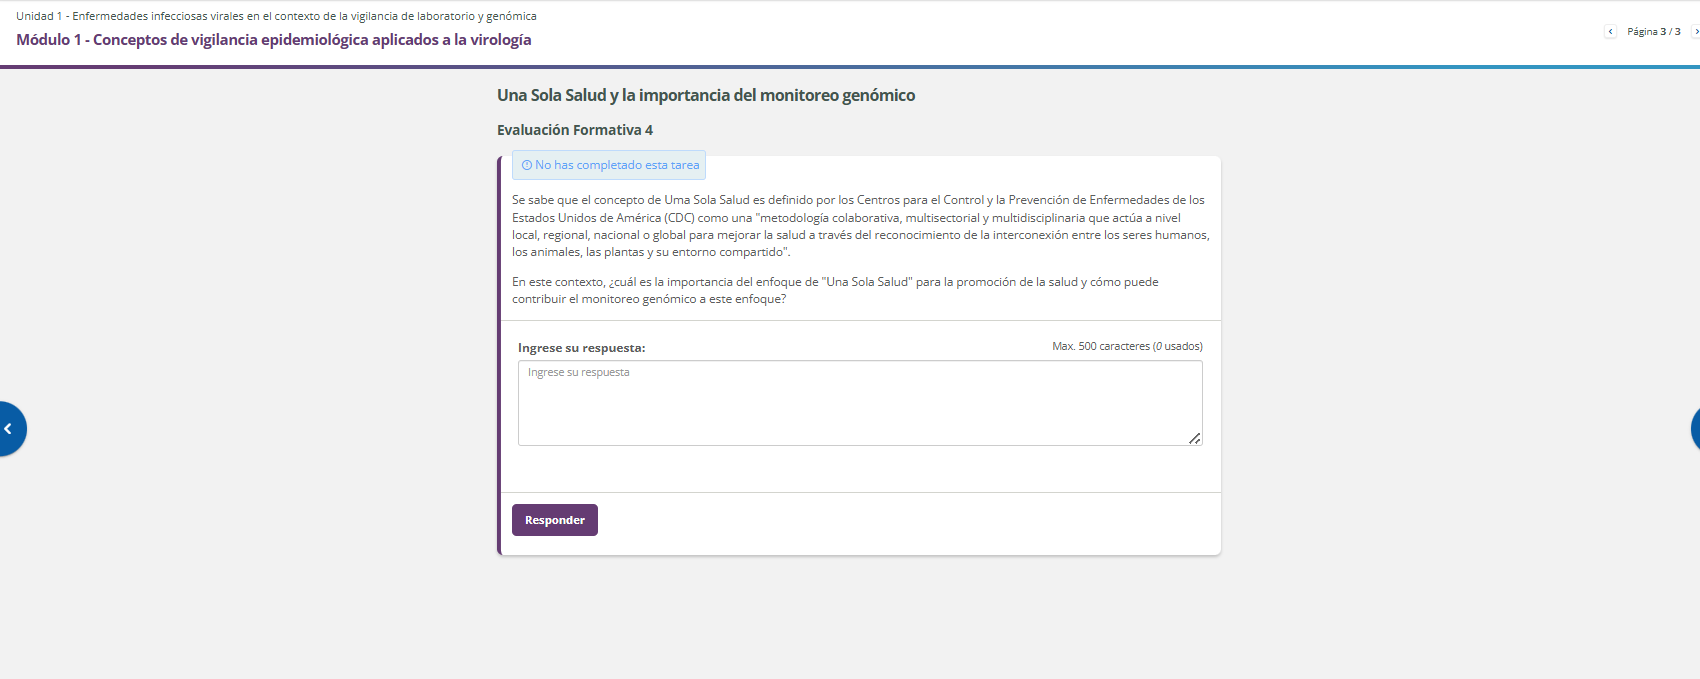 Unidad 1 - Enfermedades infecciosas virales en el contexto de la vigilancia de laboratorio y genómica
Módulo 1 - Conceptos de vigilancia epidemiológica aplicados a la virología
Página 3 / 3
Una Sola Salud y la importancia del monitoreo genómico
Evaluación Formativa 4
No has completado esta tarea
Se sabe que el concepto de Uma Sola Salud es definido por los Centros para el Control y la Prevención de Enfermedades de los
Estados Unidos de América (CDC) como una "metodología colaborativa, multisectorial y multidisciplinaria que actúa a nivel
local, regional, nacional o global para mejorar la salud a través del reconocimiento de la interconexión entre los seres humanos,
los animales, las plantas y su entorno compartido".
En este contexto, ¿cuál es la importancia del enfoque de "Una Sola Salud" para la promoción de la salud y cómo puede
contribuir el monitoreo genómico a este enfoque?
Ingrese su respuesta:
Max. 500 caracteres (0 usados)
Ingrese su respuesta
Responder